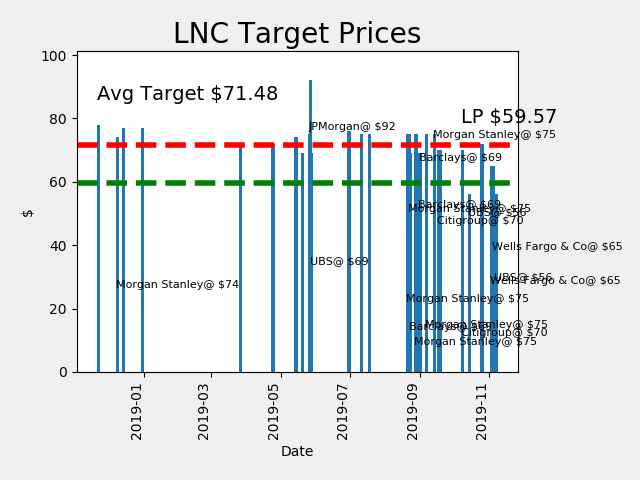 LNC Target Prices
100
Avg Target $71.48
LP $59.57
JPMorgan@ $92
Morgan Stanley@ $75
80
Barclays@ $69
60
Barclays@ $69
Morgan Stanley@ $75
UBS@ $56
Citigroup@ $70
$
40
Wells Fargo & Co@ $65
UBS@ $69
UBS@ $56
Wells Fargo & Co@ $65
Morgan Stanley@ $74
Morgan Stanley@ $75
20
Morgan Stanley@ $75
Barclays@ $69
Citigroup@ $70
Morgan Stanley@ $75
0
2019-01
2019-03
2019-05
2019-07
2019-09
2019-11
Date